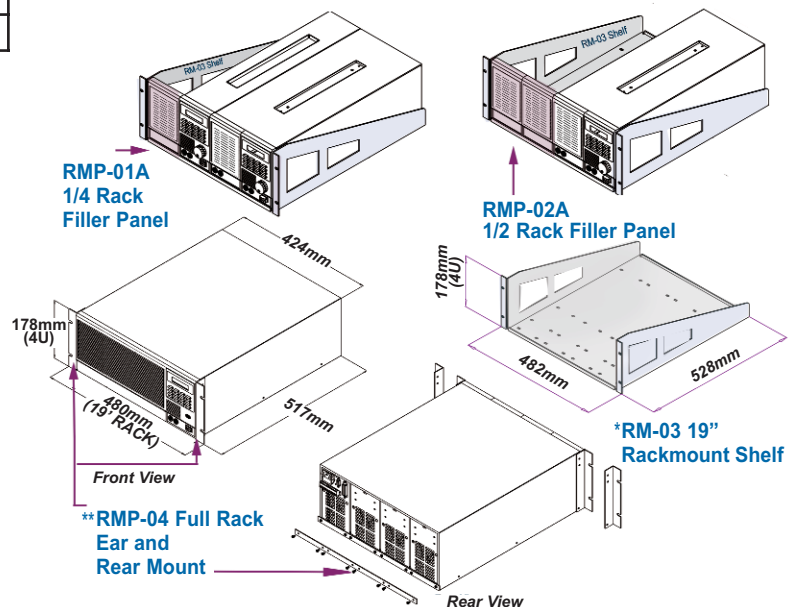 RM-03 Shelf
RM-03 Shelf
RMP-01A
1/4 Rack
Filler Panel
RMP-02A
1/2 Rack Filler Panel
424mm
178mm
(4U)
480mm
(19' RACK)
517mm
Front View
178mm
(4U)
482mm
528mm
*RM-03 19”
Rackmount Shelf
**RMP-04 Full Rack
Ear and
Rear Mount
Rear View